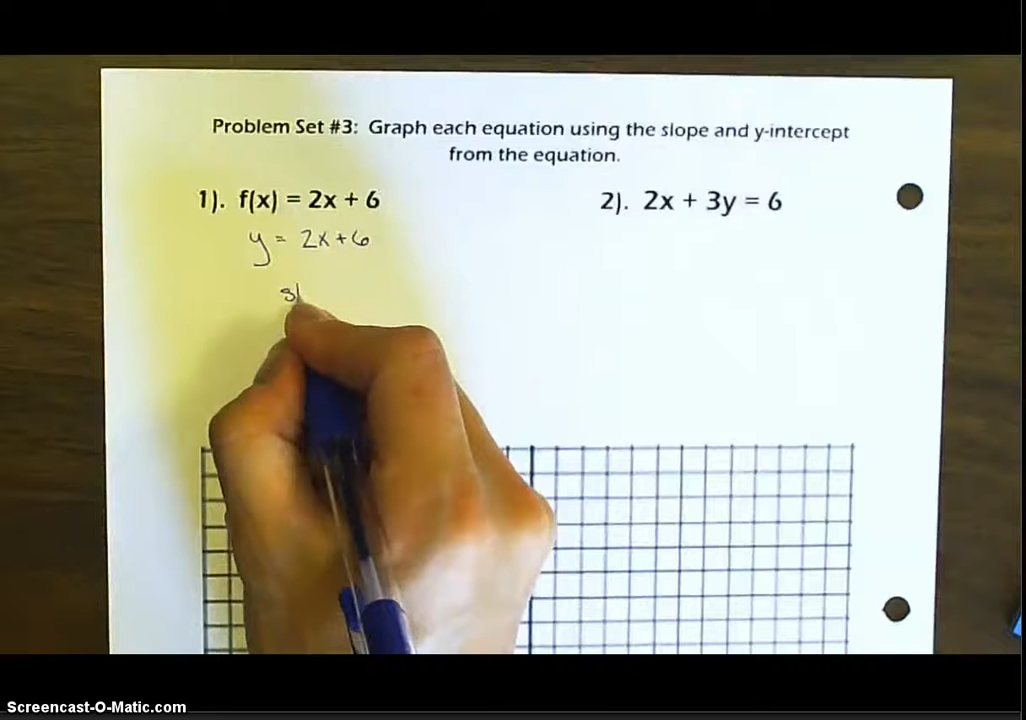 Problem Set #3: Graph each equation using the slope and y-intercept
from the equation.
1). f(x) = 2x + 6
2). 2x + 3y = 6
y = 2x + 6
sl
Screencast-O-Matic.com